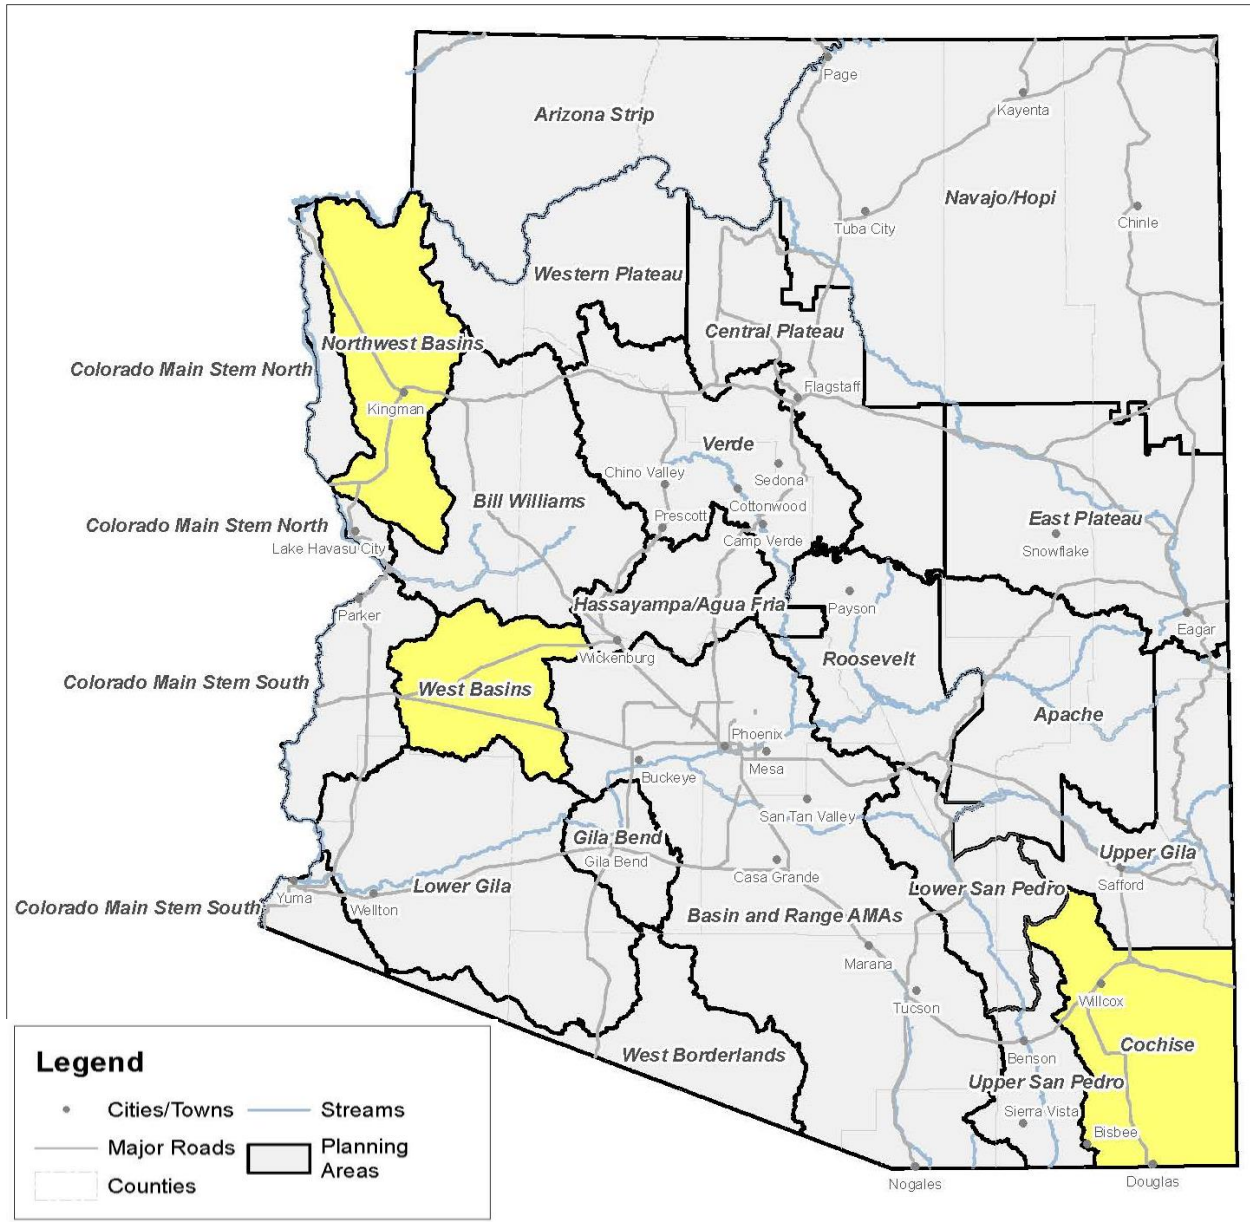 Page
Kayenta
Arizona Strip
Navajo/Hopi
Chinle
Tuba City
Western Plateau
Central Plateau
Northwest Basins
Colorado Main Stem North
Flagstaff
Kingman
Verde
Chino Valley
Sedona
Bill Williams
Cottonwood
Prescott
East Plateau
Colorado Main Stem North
Camp Verde
Lake Havasu City
Snowflake
Hassayampa/Agua Fria
Payson
Parker
Eagar
Wickenburg
Roosevelt
Colorado Main Stem South
West Basins
Apache
Phoenix
Mesa
Buckeye
San Tan Valley
Gila Bend
Gila Bend
Upper Gila
Casa Grande
Lower Gila
Lower San Pedro
Safford
Yuma
Wellton
Colorado Main Stem South
Basin and Range AMAs
Marana
Willcox
Tucson
Cochise
West Borderlands
Benson
Upper San Pedro
Sierra Vista
Bisbee
Nogales
Douglas
Legend
Cities/Towns
Streams
Major Roads
Planning
Areas
Counties